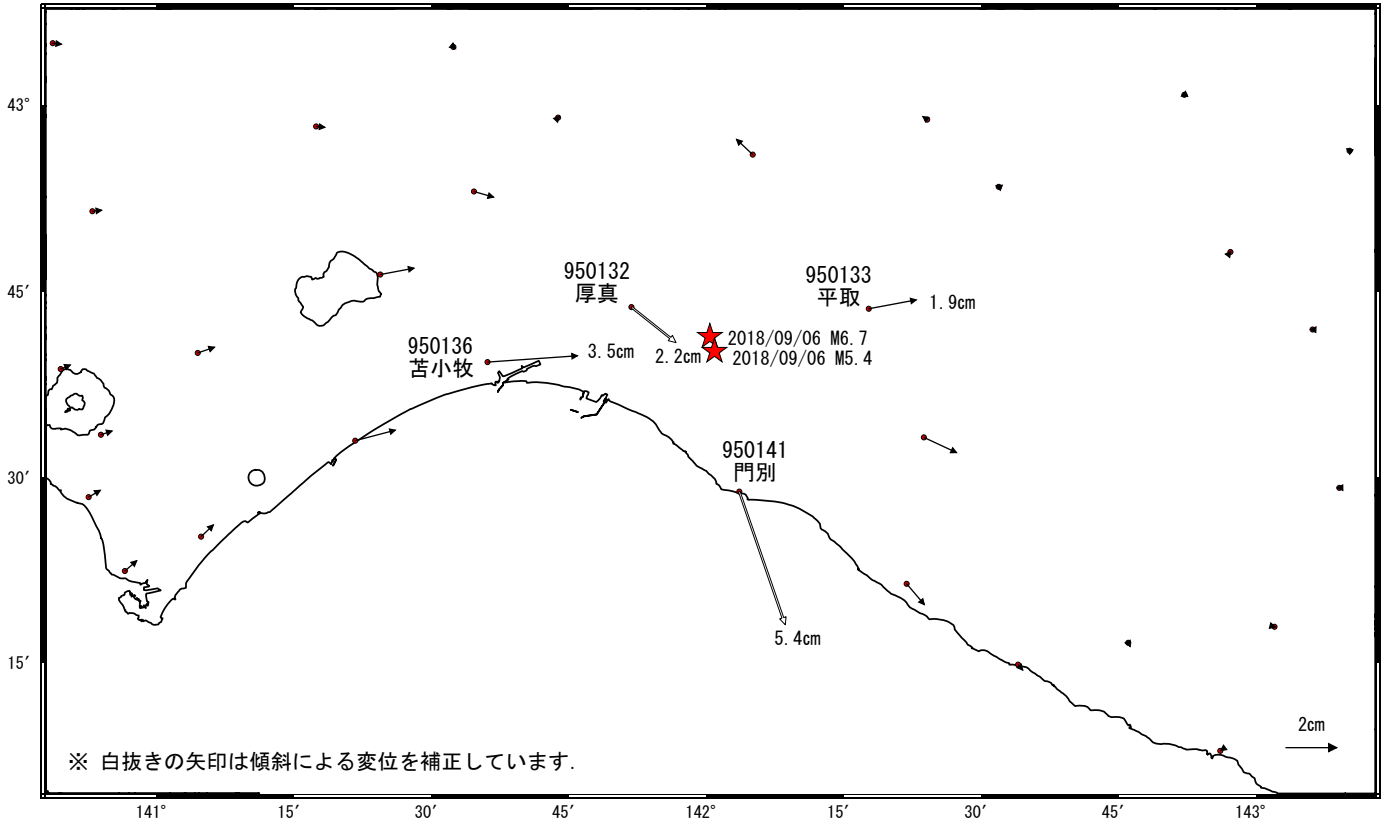 43°
45′
30′
15′
950132
厚真
950133
平取
1.9cm
2018/09/06 M6.7
2018/09/06 M5.4
2.2cm
950136
苫小牧
3.5cm
950141
門別
5.4cm
2cm
※ 白抜きの矢印は傾斜による変位を補正しています.
141°
15′
30′
45′
142°
15′
30′
45′
143°